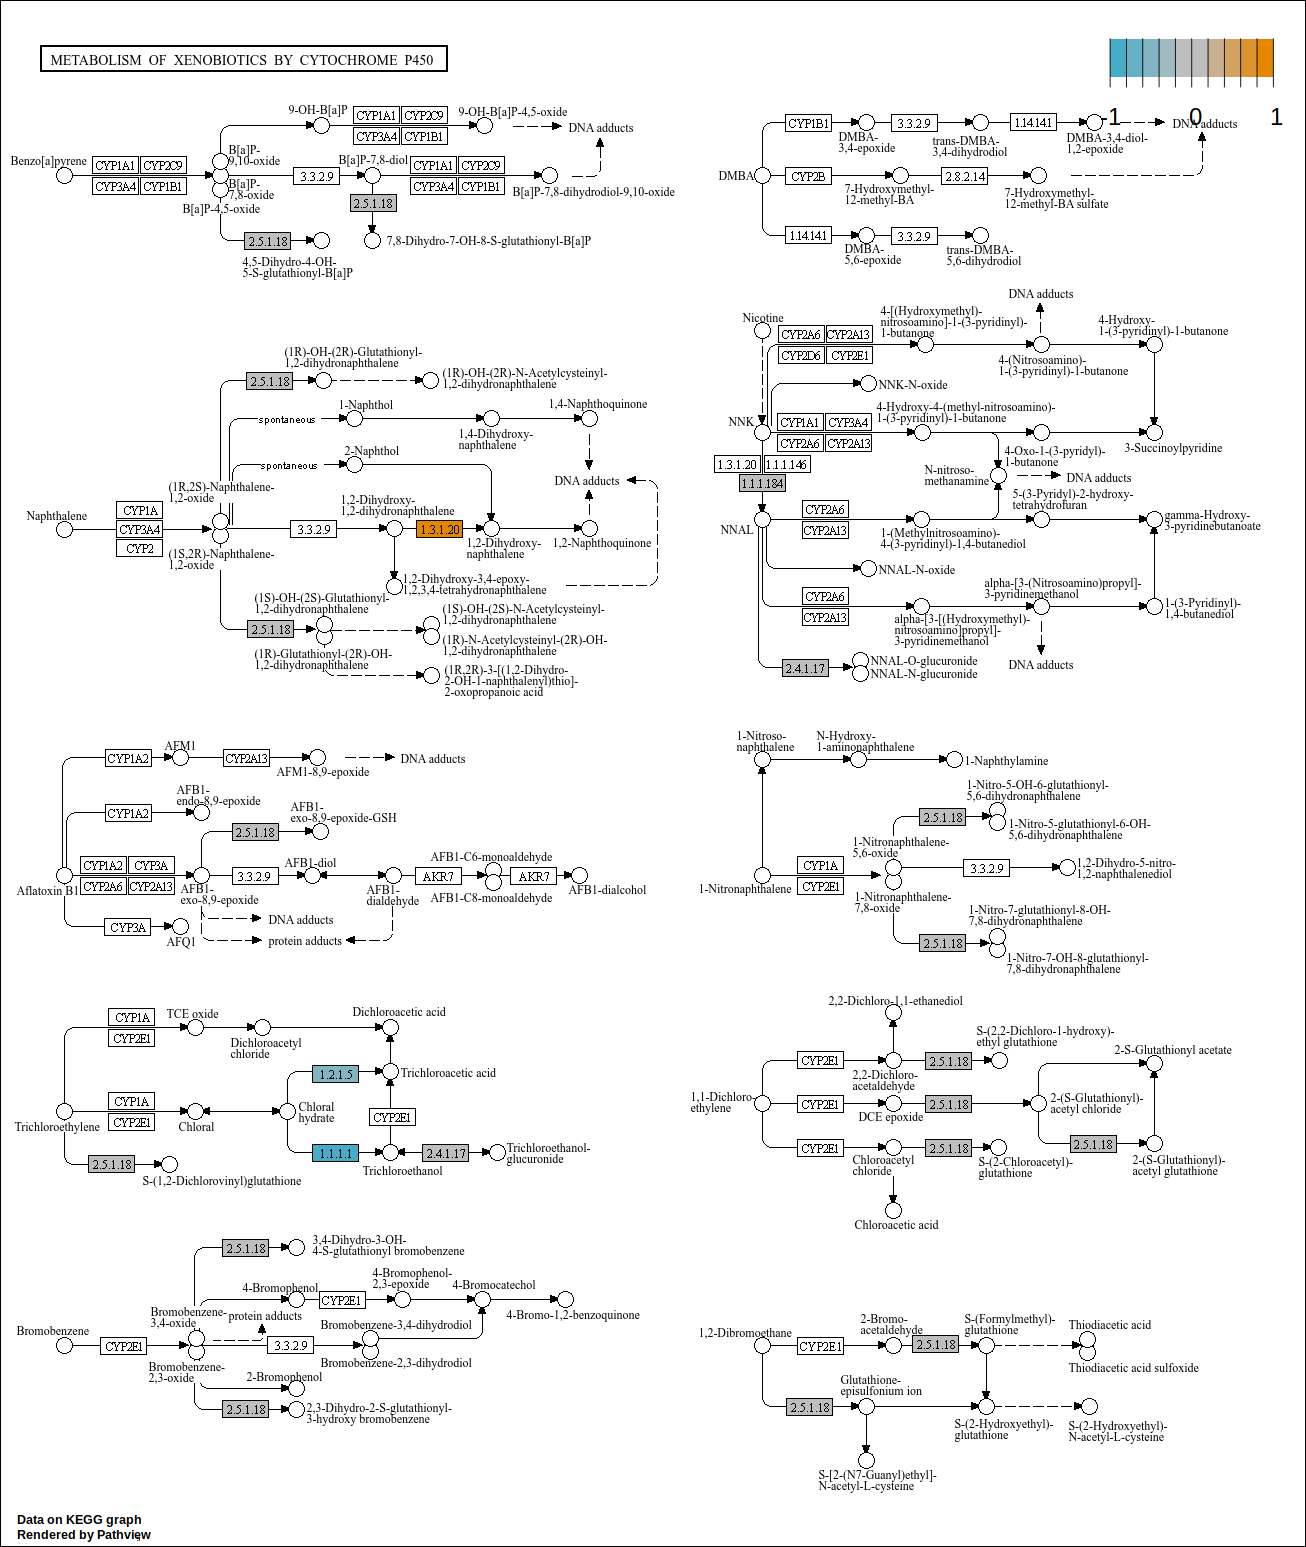 METABOLISM OF XENOBIOTICS BY CYTOCHROME P450
-1 0 1
Benzo[a]pyrene
CYP1A1 CYP2C9
CYP3A4 CYP1B1
B[a]P-
9,10-oxide
B[a]P-
7,8-oxide
B[a]P-4,5-oxide
9-OH-B[a]P
CYP1A1 CYP2C9
CYP3A4 CYP1B1
9-OH-B[a]P-4,5-oxide
DNA adducts
3.3.2.9
B[a]P-7,8-diol
CYP1A1 CYP2C9
CYP3A4 CYP1B1
B[a]P-7,8-dihydrodiol-9,10-oxide
2.5.1.18
7,8-Dihydro-7-OH-8-S-glutathionyl-B[a]P
2.5.1.18
4,5-Dihydro-4-OH-
5-S-glutathionyl-B[a]P
DMBA
CYP1B1
DMBA-
3,4-epoxide
3.3.2.9
trans-DMBA-
3,4-dihydrodiol
1.14.14.1
DMBA-3,4-diol-
1,2-epoxide
DNA adducts
CYP2B
7-Hydroxymethyl-
12-methyl-BA
2.8.2.14
7-Hydroxymethyl-
12-methyl-BA sulfate
1.14.14.1
DMBA-
5,6-epoxide
3.3.2.9
trans-DMBA-
5,6-dihydrodiol
Naphthalene
CYP1A
CYP3A4
CYP2
(1R,2S)-Naphthalene-
1,2-oxide
(1S,2R)-Naphthalene-
1,2-oxide
2.5.1.18
(1R)-OH-(2R)-Glutathionyl-
1,2-dihydronaphthalene
(1R)-OH-(2R)-N-Acetylcysteinyl-
1,2-dihydronaphthalene
spontaneous
1-Naphthol
1,4-Dihydroxy-
naphthalene
1,4-Naphthoquinone
spontaneous
2-Naphthol
DNA adducts
3.3.2.9
1,2-Dihydroxy-
1,2-dihydronaphthalene
1.3.1.20
1,2-Dihydroxy-
naphthalene
1,2-Naphthoquinone
1,2-Dihydroxy-3,4-epoxy-
1,2,3,4-tetrahydronaphthalene
2.5.1.18
(1S)-OH-(2S)-Glutathionyl-
1,2-dihydronaphthalene
(1R)-Glutathionyl-(2R)-OH-
1,2-dihydronaphthalene
(1S)-OH-(2S)-N-Acetylcysteinyl-
1,2-dihydronaphthalene
(1R)-N-Acetylcysteinyl-(2R)-OH-
1,2-dihydronaphthalene
(1R,2R)-3-[(1,2-Dihydro-
2-OH-1-naphthalenyl)thio]-
2-oxopropanoic acid
Nicotine
CYP2A6 CYP2A13
CYP2D6 CYP2E1
4-[(Hydroxymethyl)-
nitrosoamino]-1-(3-pyridinyl)-
1-butanone
DNA adducts
4-(Nitrosoamino)-
1-(3-pyridinyl)-1-butanone
4-Hydroxy-
1-(3-pyridinyl)-1-butanone
NNK-N-oxide
NNK
CYP1A1 CYP3A4
CYP2A6 CYP2A13
4-Hydroxy-4-(methyl-nitrosoamino)-
1-(3-pyridinyl)-1-butanone
4-Oxo-1-(3-pyridyl)-
1-butanone
3-Succinoylpyridine
1.3.1.20 1.1.1.146
1.1.1.184
N-nitroso-
methanamine
DNA adducts
NNAL
CYP2A6
CYP2A13
1-(Methylnitrosoamino)-
4-(3-pyridinyl)-1,4-butanediol
5-(3-Pyridyl)-2-hydroxy-
tetrahydrofuran
gamma-Hydroxy-
3-pyridinebutanoate
NNAL-N-oxide
CYP2A6
CYP2A13
alpha-[3-[(Hydroxymethyl)-
nitrosoamino]propyl]-
3-pyridinemethanol
alpha-[3-(Nitrosoamino)propyl]-
3-pyridinemethanol
1-(3-Pyridinyl)-
1,4-butanediol
DNA adducts
2.4.1.17
NNAL-O-glucuronide
NNAL-N-glucuronide
Aflatoxin B1
CYP1A2
AFM1
CYP2A13
AFM1-8,9-epoxide
DNA adducts
CYP1A2
AFB1-
endo-8,9-epoxide
2.5.1.18
AFB1-
exo-8,9-epoxide-GSH
CYP1A2 CYP3A
CYP2A6 CYP2A13
AFB1-
exo-8,9-epoxide
3.3.2.9
AFB1-diol
AFB1-
dialdehyde
AKR7
AFB1-C6-monoaldehyde
AFB1-C8-monoaldehyde
AKR7
AFB1-dialcohol
CYP3A
AFQ1
DNA adducts
protein adducts
1-Nitroso-
naphthalene
N-Hydroxy-
1-aminonaphthalene
1-Naphthylamine
1-Nitronaphthalene
CYP1A
CYP2E1
1-Nitronaphthalene-
5,6-oxide
1-Nitronaphthalene-
7,8-oxide
2.5.1.18
1-Nitro-5-OH-6-glutathionyl-
5,6-dihydronaphthalene
1-Nitro-5-glutathionyl-6-OH-
5,6-dihydronaphthalene
3.3.2.9
1,2-Dihydro-5-nitro-
1,2-naphthalenediol
2.5.1.18
1-Nitro-7-glutathionyl-8-OH-
7,8-dihydronaphthalene
1-Nitro-7-OH-8-glutathionyl-
7,8-dihydronaphthalene
Trichloroethylene
CYP1A
CYP2E1
TCE oxide
Dichloroacetyl
chloride
Dichloroacetic acid
1.2.1.5
Trichloroacetic acid
CYP1A
CYP2E1
Chloral
Chloral
hydrate
CYP2E1
1.1.1.1
Trichloroethanol
2.4.1.17
Trichloroethanol-
glucuronide
2.5.1.18
S-(1,2-Dichlorovinyl)glutathione
1,1-Dichloro-
ethylene
2,2-Dichloro-1,1-ethanediol
CYP2E1
2,2-Dichloro-
acetaldehyde
2.5.1.18
S-(2,2-Dichloro-1-hydroxy)-
ethyl glutathione
CYP2E1
DCE epoxide
2.5.1.18
2-(S-Glutathionyl)-
acetyl chloride
2-S-Glutathionyl acetate
CYP2E1
Chloroacetyl
chloride
2.5.1.18
S-(2-Chloroacetyl)-
glutathione
2.5.1.18
2-(S-Glutathionyl)-
acetyl glutathione
Chloroacetic acid
Bromobenzene
CYP2E1
Bromobenzene-
3,4-oxide
Bromobenzene-
2,3-oxide
2.5.1.18
3,4-Dihydro-3-OH-
4-S-glutathionyl bromobenzene
4-Bromophenol
CYP2E1
4-Bromophenol-
2,3-epoxide
4-Bromocatechol
4-Bromo-1,2-benzoquinone
protein adducts
3.3.2.9
Bromobenzene-3,4-dihydrodiol
Bromobenzene-2,3-dihydrodiol
2-Bromophenol
2.5.1.18
2,3-Dihydro-2-S-glutathionyl-
3-hydroxy bromobenzene
1,2-Dibromoethane
CYP2E1
2-Bromo-
acetaldehyde
2.5.1.18
S-(Formylmethyl)-
glutathione
Thiodiacetic acid
Thiodiacetic acid sulfoxide
2.5.1.18
Glutathione-
episulfonium ion
S-(2-Hydroxyethyl)-
glutathione
S-(2-Hydroxyethyl)-
N-acetyl-L-cysteine
S-[2-(N7-Guanyl)ethyl]-
N-acetyl-L-cysteine
Data on KEGG graph
Rendered by Pathview